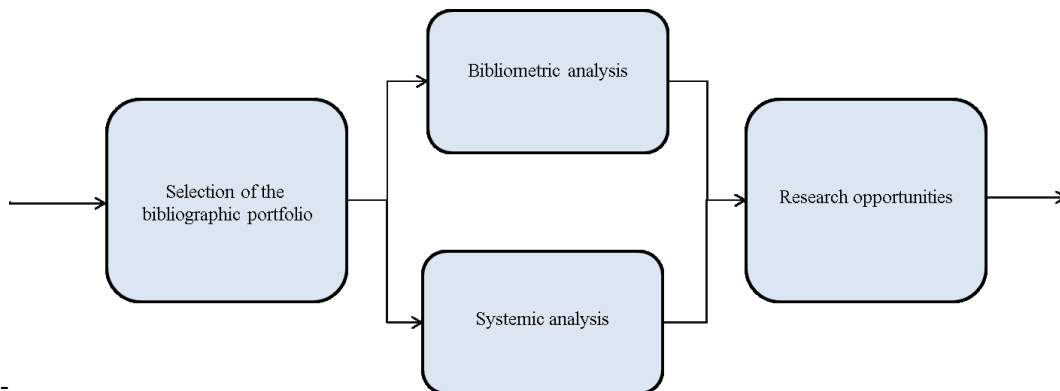 Bibliometric analysis
Selection of the
bibliographic portfolio
Research opportunities
Systemic analysis